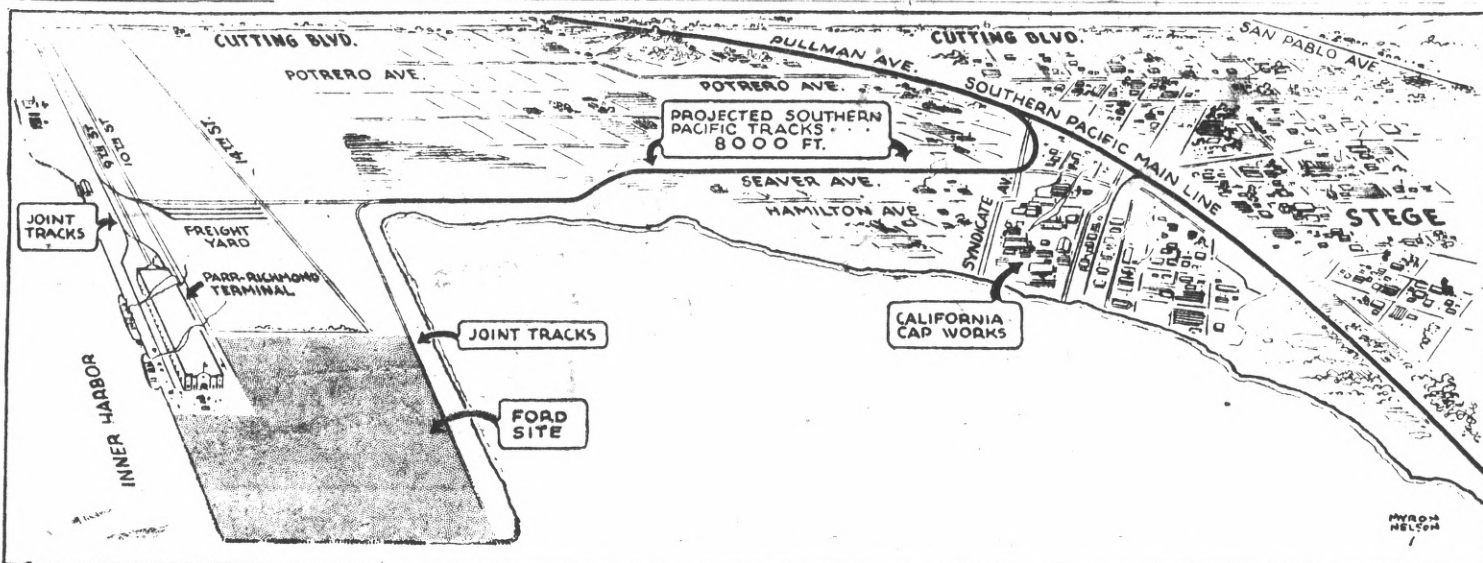 CUTTING BLVD.
PULLMAN AVE.
CUTTING BLVD.
SAN PABLO AVE.
POTRERO AVE.
POTRERO AVE.
SOUTHERN PACIFIC MAIN LINE
9TH ST
10TH ST
14TH ST.
PROJECTED SOUTHERN
PACIFIC TRACKS · · ·
8000 FT.
SEAVER AVE.
HAMILTON AVE.
SYNDICATE AV.
STEGE
JOINT
TRACKS
FREIGHT
YARD
PARR-RICHMOND
TERMINAL
JOINT TRACKS
CALIFORNIA
CAP WORKS
FORD
SITE
INNER HARBOR
MYRON
NELSON